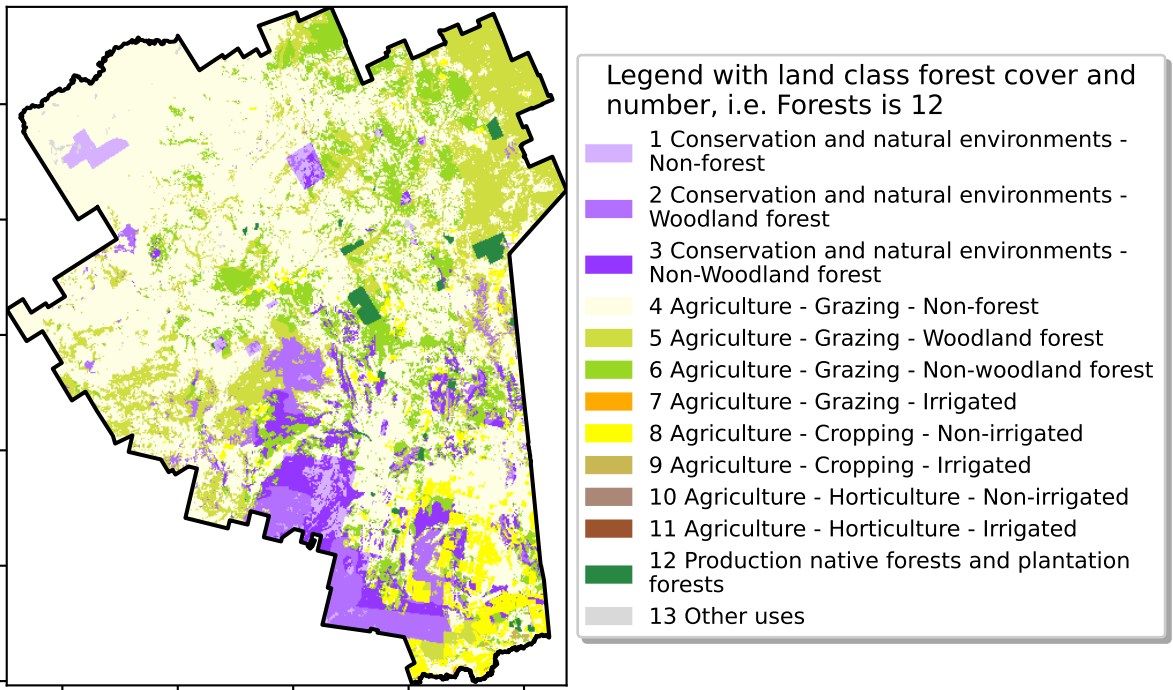 Legend with land class forest cover and
number, i.e. Forests is 12
1 Conservation and natural environments -
Non-forest
2 Conservation and natural environments -
Woodland forest
3 Conservation and natural environments -
Non-Woodland forest
4 Agriculture - Grazing - Non-forest
5 Agriculture - Grazing - Woodland forest
6 Agriculture - Grazing - Non-woodland forest
7 Agriculture - Grazing - Irrigated
8 Agriculture - Cropping - Non-irrigated
9 Agriculture - Cropping - Irrigated
10 Agriculture - Horticulture - Non-irrigated
11 Agriculture - Horticulture - Irrigated
12 Production native forests and plantation
forests
13 Other uses